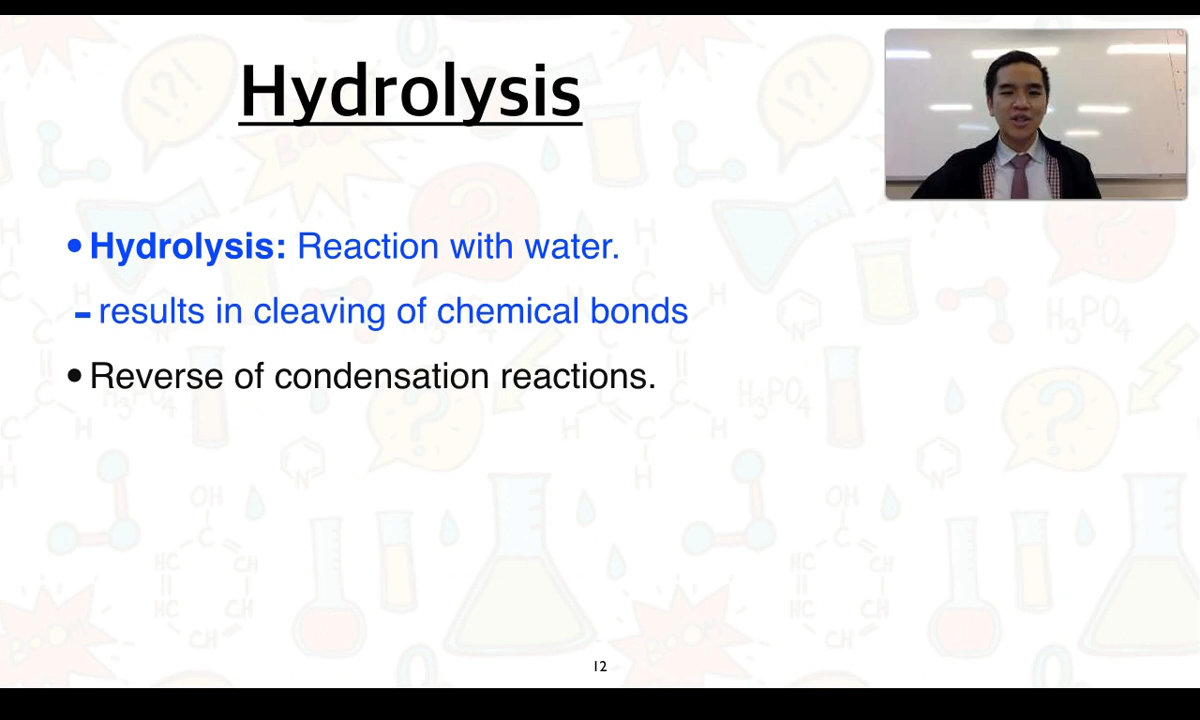 Hydrolysis
• Hydrolysis: Reaction with water.
- results in cleaving of chemical bonds
• Reverse of condensation reactions.
12